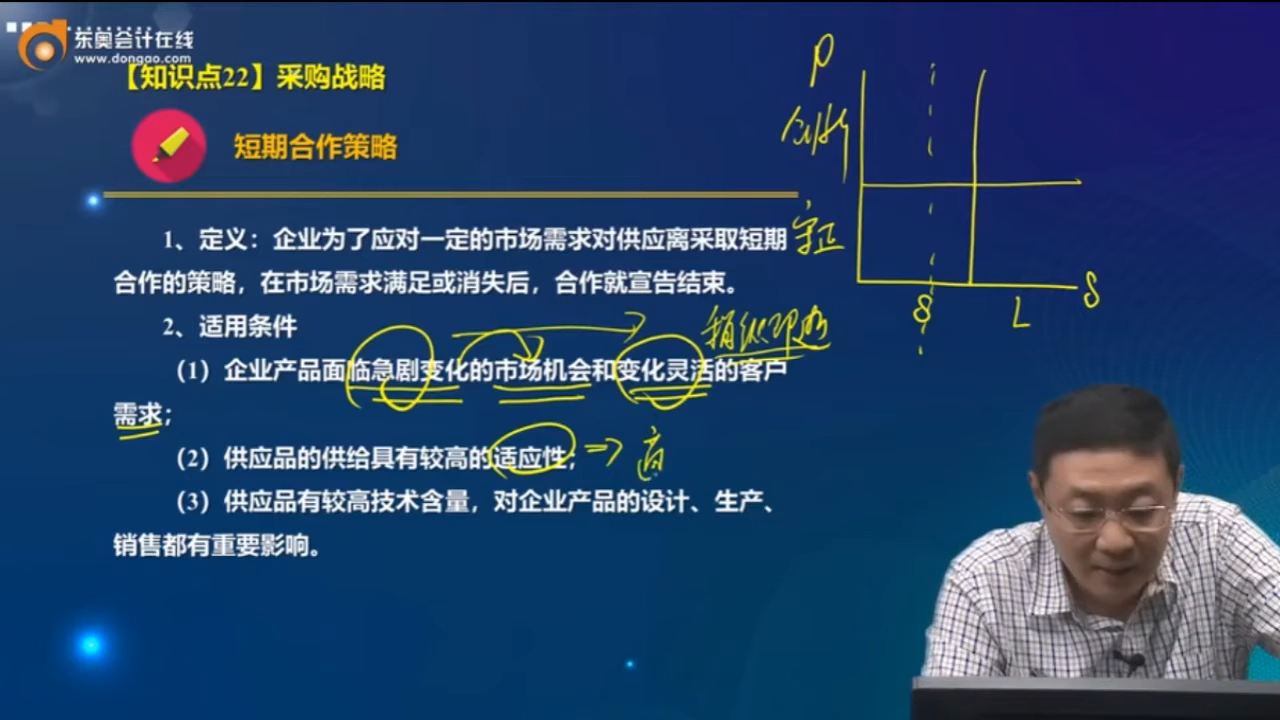 东奥会计在线
www.dongao.com
【知识点22】采购战略
短期合作策略
1、定义：企业为了应对一定的市场需求对供应离采取短期
合作的策略，在市场需求满足或消失后，合作就宣告结束。
2、适用条件
（1）企业产品面临急剧变化的市场机会和变化灵活的客户
需求；
（2）供应品的供给具有较高的适应性；
（3）供应品有较高技术含量，对企业产品的设计、生产、
销售都有重要影响。
P
守正
S
L
S